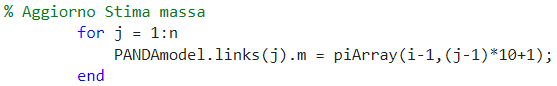 % Aggiorno Stima massa
for j = 1:n
PANDAmodel.links(j).m = piArray(i-1,(j-1)*10+1);
end